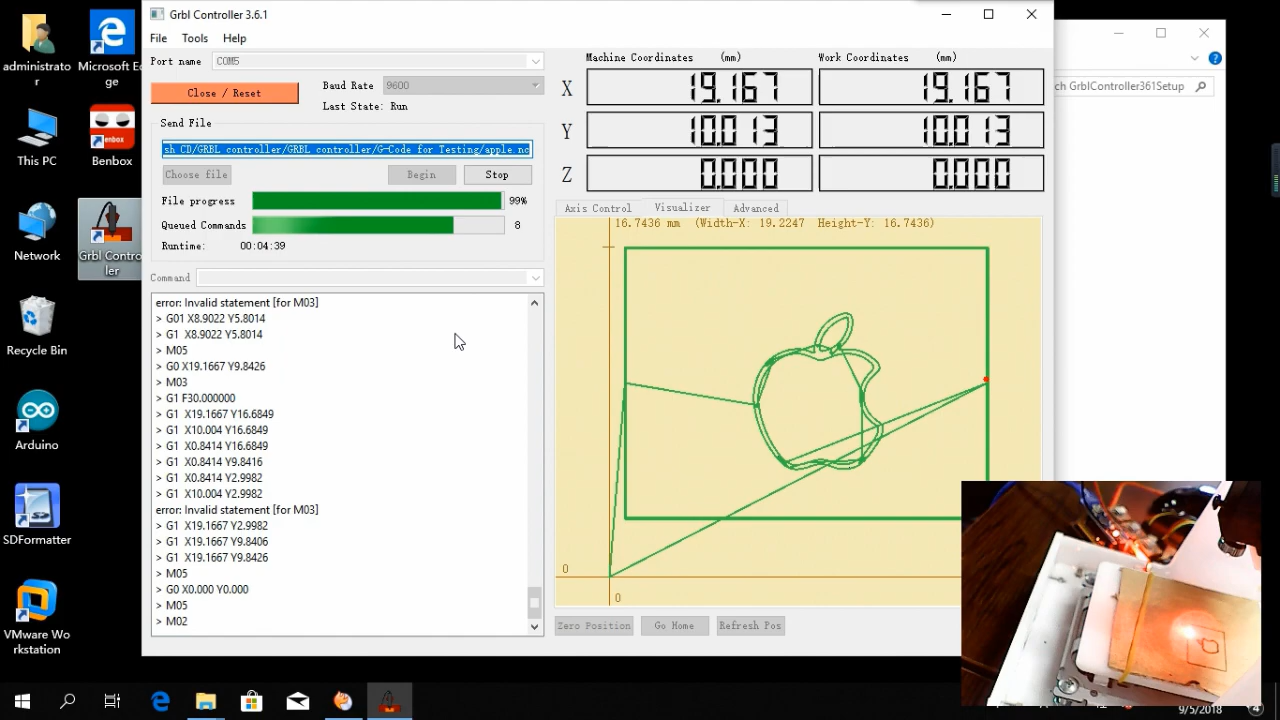 administrato
r
Microsoft Ed
ge
This PC
Benbox
Network
Grbl Contro
ller
Recycle Bin
Arduino
SDFormatter
VMware Wo
rkstation
Grbl Controller 3.6.1
File Tools Help
Port name COM5
Close / Reset
Baud Rate 9600
Last State: Run
Send File
sh CD/GRBL controller/GRBL controller/G-Code for Testing/apple.nc
Choose file Begin Stop
File progress 99%
Queued Commands 8
Runtime: 00:04:39
Command
error: Invalid statement [for M03]
> G01 X8.9022 Y5.8014
> G1 X8.9022 Y5.8014
> M05
> G0 X19.1667 Y9.8426
> M03
> G1 F30.000000
> G1 X19.1667 Y16.6849
> G1 X10.004 Y16.6849
> G1 X0.8414 Y16.6849
> G1 X0.8414 Y9.8416
> G1 X0.8414 Y2.9982
> G1 X10.004 Y2.9982
error: Invalid statement [for M03]
> G1 X19.1667 Y2.9982
> G1 X19.1667 Y9.8406
> G1 X19.1667 Y9.8426
> M05
> G0 X0.000 Y0.000
> M05
> M02
Machine Coordinates (mm) Work Coordinates (mm)
X 19.167 19.167
Y 10.013 10.013
Z 0.000 0.000
Axis Control Visualizer Advanced
16.7436 mm (Width-X: 19.2247 Height-Y: 16.7436)
0
0
Zero Position Go Home Refresh Pos
ch GrblController361Setup
9/5/2018